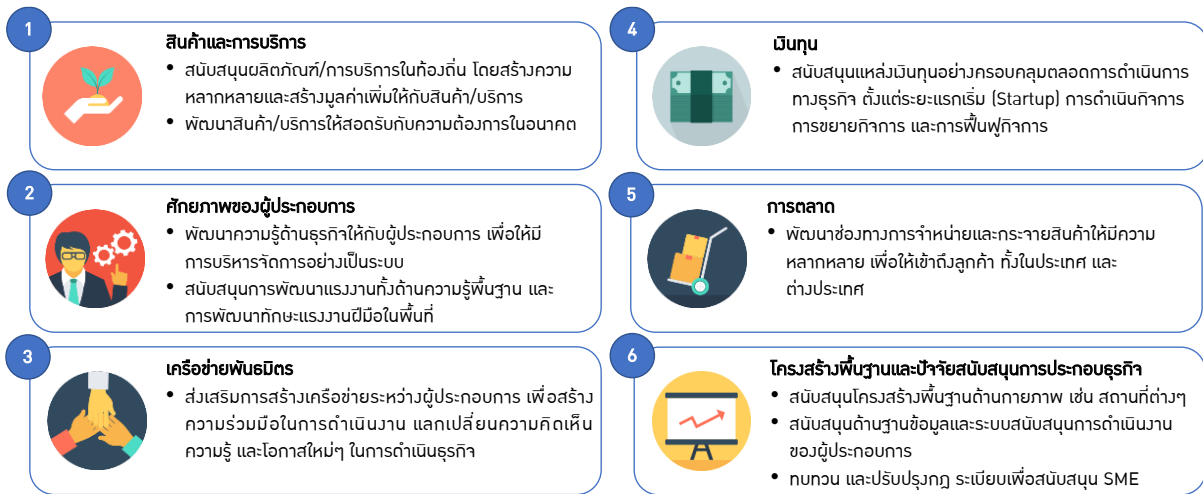 1
สินค้าและการบริการ
• สนับสนุนผลิตภัณฑ์/การบริการในท้องถิ่น โดยสร้างความ
หลากหลายและสร้างมูลค่าเพิ่มให้กับสินค้า/บริการ
• พัฒนาสินค้า/บริการให้สอดรับกับความต้องการในอนาคต
2
ศักยภาพของผู้ประกอบการ
• พัฒนาความรู้ด้านธุรกิจให้กับผู้ประกอบการ เพื่อให้มี
การบริหารจัดการอย่างเป็นระบบ
• สนับสนุนการพัฒนาแรงงานทั้งด้านความรู้พื้นฐาน และ
การพัฒนาทักษะแรงงานฝีมือในพื้นที่
3
เครือข่ายพันธมิตร
• ส่งเสริมการสร้างเครือข่ายระหว่างผู้ประกอบการ เพื่อสร้าง
ความร่วมมือในการดำเนินงาน แลกเปลี่ยนความคิดเห็น
ความรู้ และโอกาสใหม่ๆ ในการดำเนินธุรกิจ
4
เงินทุน
• สนับสนุนแหล่งเงินทุนอย่างครอบคลุมตลอดการดำเนินการ
ทางธุรกิจ ตั้งแต่ระยะแรกเริ่ม (Startup) การดำเนินกิจการ
การขยายกิจการ และการฟื้นฟูกิจการ
5
การตลาด
• พัฒนาช่องทางการจำหน่ายและกระจายสินค้าให้มีความ
หลากหลาย เพื่อให้เข้าถึงลูกค้า ทั้งในประเทศ และ
ต่างประเทศ
6
โครงสร้างพื้นฐานและปัจจัยสนับสนุนการประกอบธุรกิจ
• สนับสนุนโครงสร้างพื้นฐานด้านกายภาพ เช่น สถานที่ต่างๆ
• สนับสนุนด้านฐานข้อมูลและระบบสนับสนุนการดำเนินงาน
ของผู้ประกอบการ
• ทบทวน และปรับปรุงกฎ ระเบียบเพื่อสนับสนุน SME